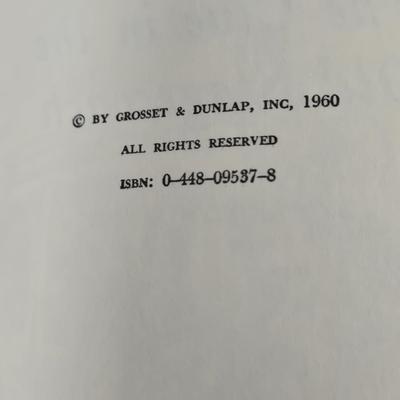 © BY GROSSET & DUNLAP, INC, 1960
ALL RIGHTS RESERVED
ISBN: 0-448-09537-8